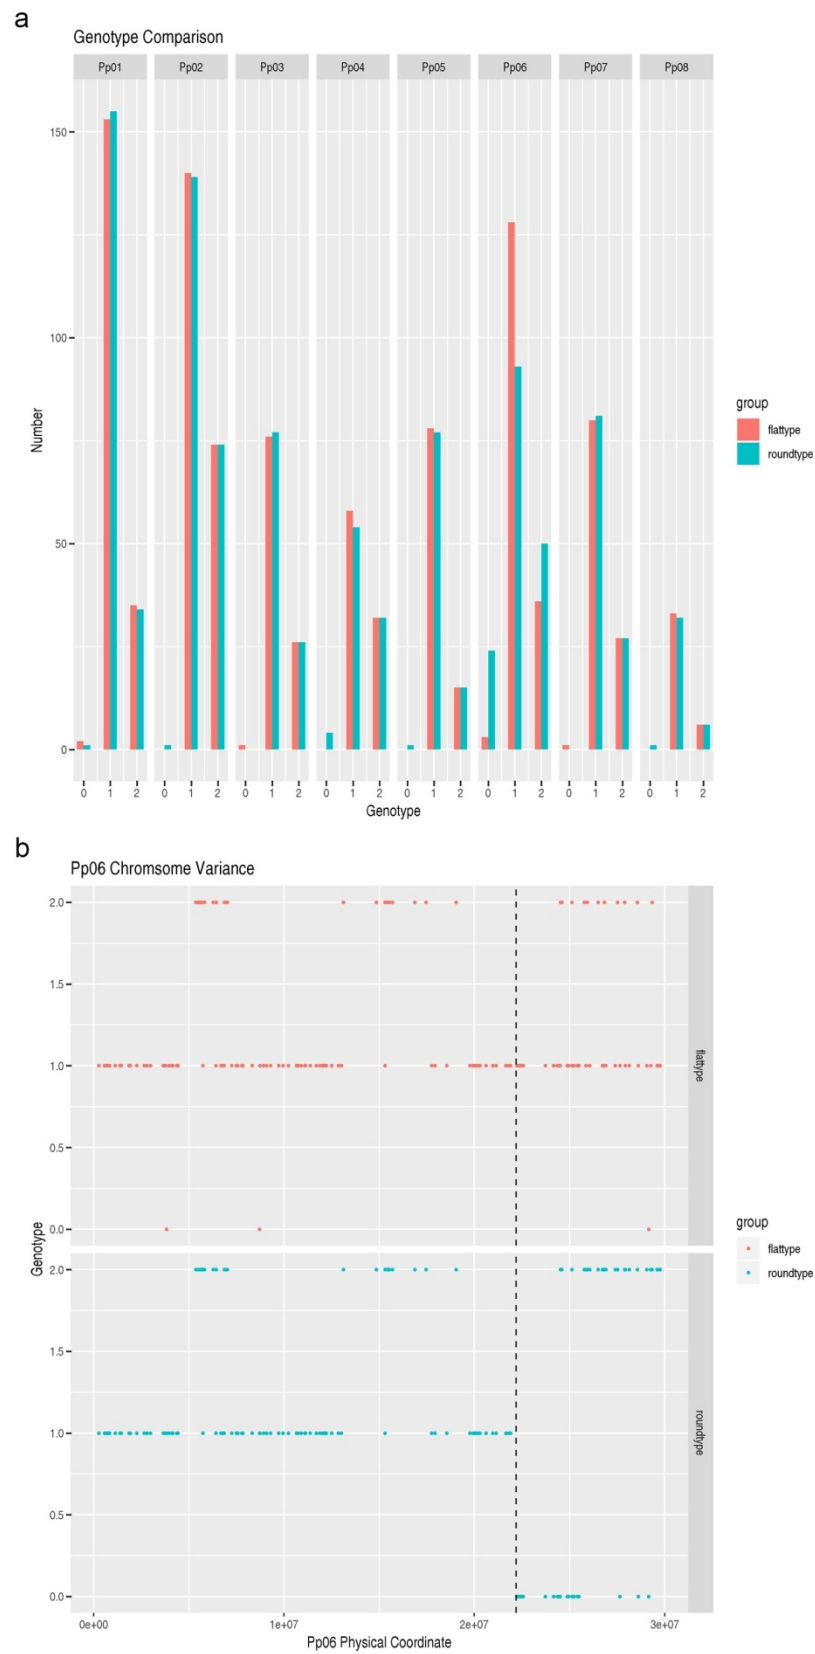 a
Genotype Comparison
Pp01 Pp02 Pp03 Pp04 Pp05 Pp06 Pp07 Pp08
150
100
50
0
Number
0 1 2 0 1 2 0 1 2 0 1 2 0 1 2 0 1 2 0 1 2 0 1 2
Genotype
group
flattype
roundtype
b
Pp06 Chromsome Variance
2.0
1.5
1.0
0.5
0.0
flattype
2.0
1.5
1.0
0.5
0.0
roundtype
Genotype
0e+00 1e+07 2e+07 3e+07
Pp06 Physical Coordinate
group
flattype
roundtype